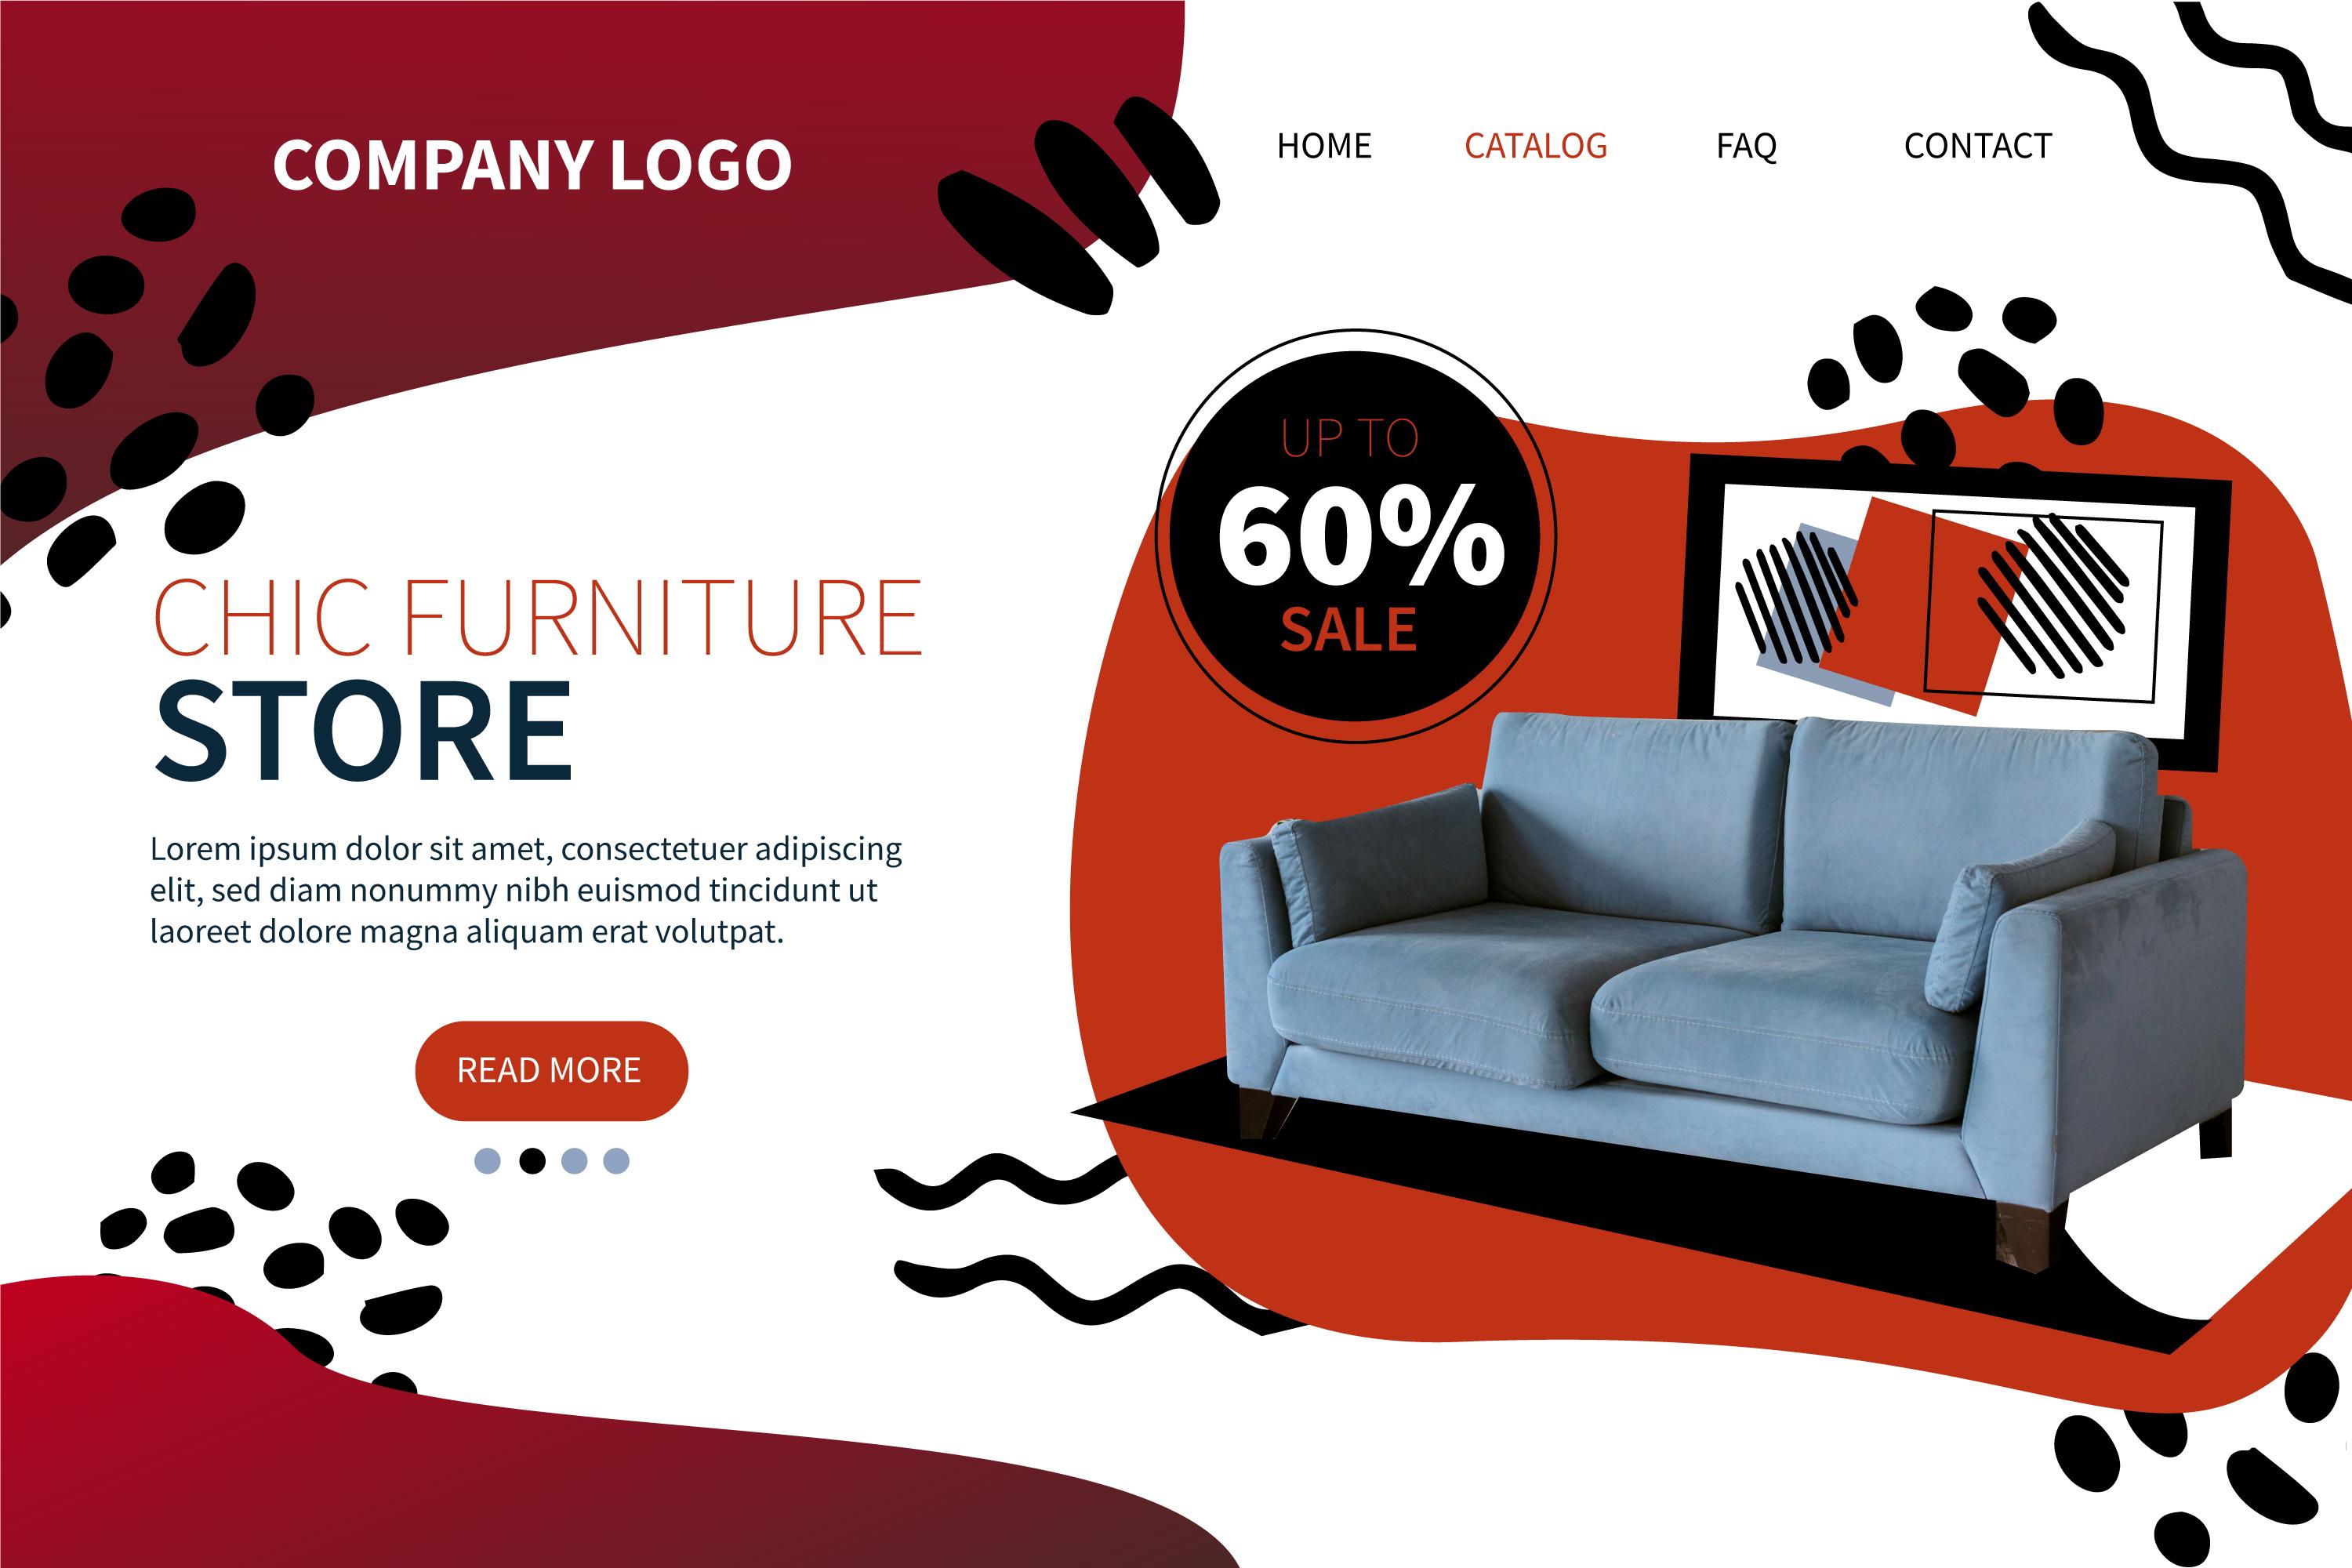 COMPANY LOGO
HOME CATALOG FAQ CONTACT
UP TO
60%
SALE
CHIC FURNITURE
STORE
Lorem ipsum dolor sit amet, consectetuer adipiscing
elit, sed diam nonummy nibh euismod tincidunt ut
laoreet dolore magna aliquam erat volutpat.
READ MORE